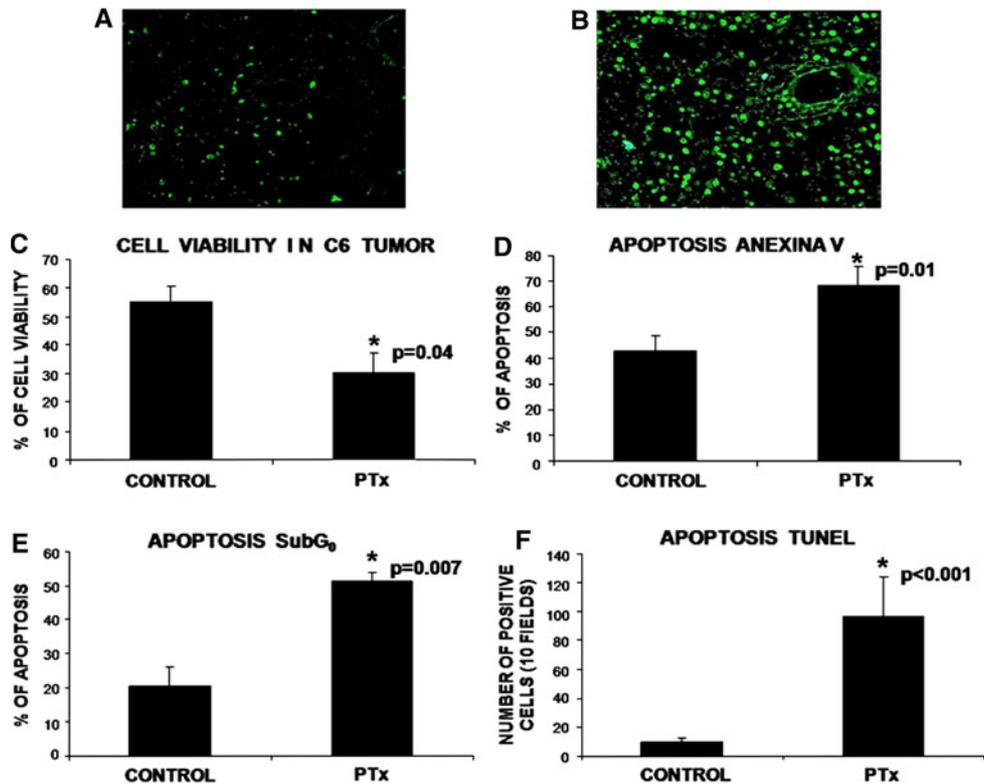 A
B
C
CELL VIABILITY IN C6 TUMOR
% OF CELL VIABILITY
70
60
50
40
30
20
10
0
*
p=0.04
CONTROL
PTx
D
APOPTOSIS ANEXINA V
% OF APOPTOSIS
80
70
60
50
40
30
20
10
0
*
p=0.01
CONTROL
PTx
E
APOPTOSIS SubG₀
% OF APOPTOSIS
60
50
40
30
20
10
0
*
p=0.007
CONTROL
PTx
F
APOPTOSIS TUNEL
NUMBER OF POSITIVE
CELLS (10 FIELDS)
140
120
100
80
60
40
20
0
*
p<0.001
CONTROL
PTx